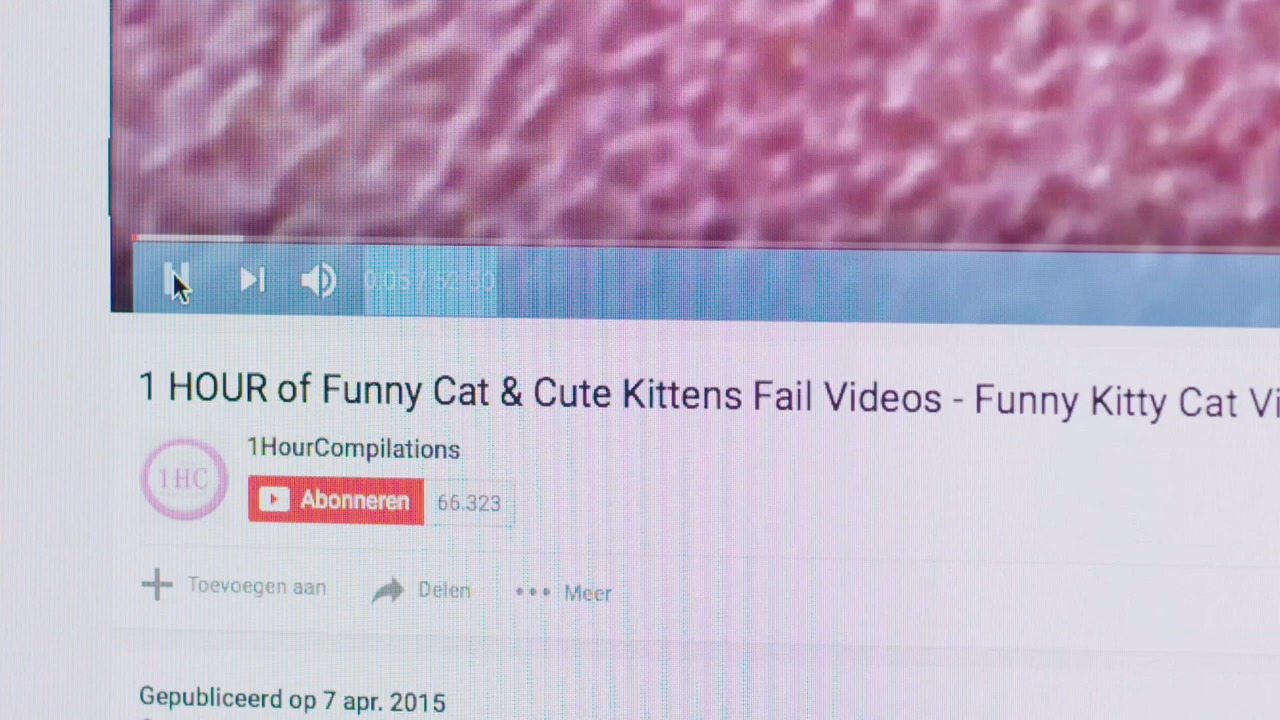 0:05 / 52:50
1 HOUR of Funny Cat & Cute Kittens Fail Videos - Funny Kitty Cat Vi
1HC
1HourCompilations
Abonneren 66.323
Toevoegen aan Delen Meer
Gepubliceerd op 7 apr. 2015